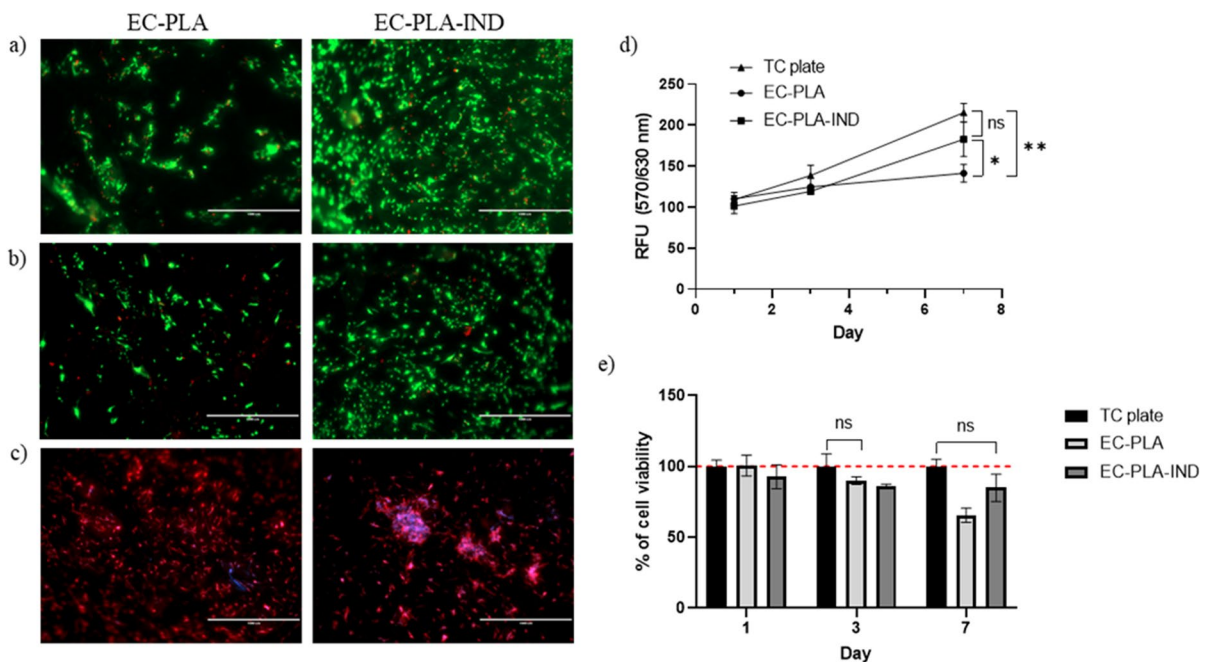 EC-PLA EC-PLA-IND
a)
b)
c)
d)
TC plate
EC-PLA
EC-PLA-IND
RFU (570/630 nm)
250
200
150
100
50
0
ns
*
**
0 2 4 6 8
Day
e)
% of cell viability
150
100
50
0
ns
ns
1 3 7
Day
TC plate
EC-PLA
EC-PLA-IND